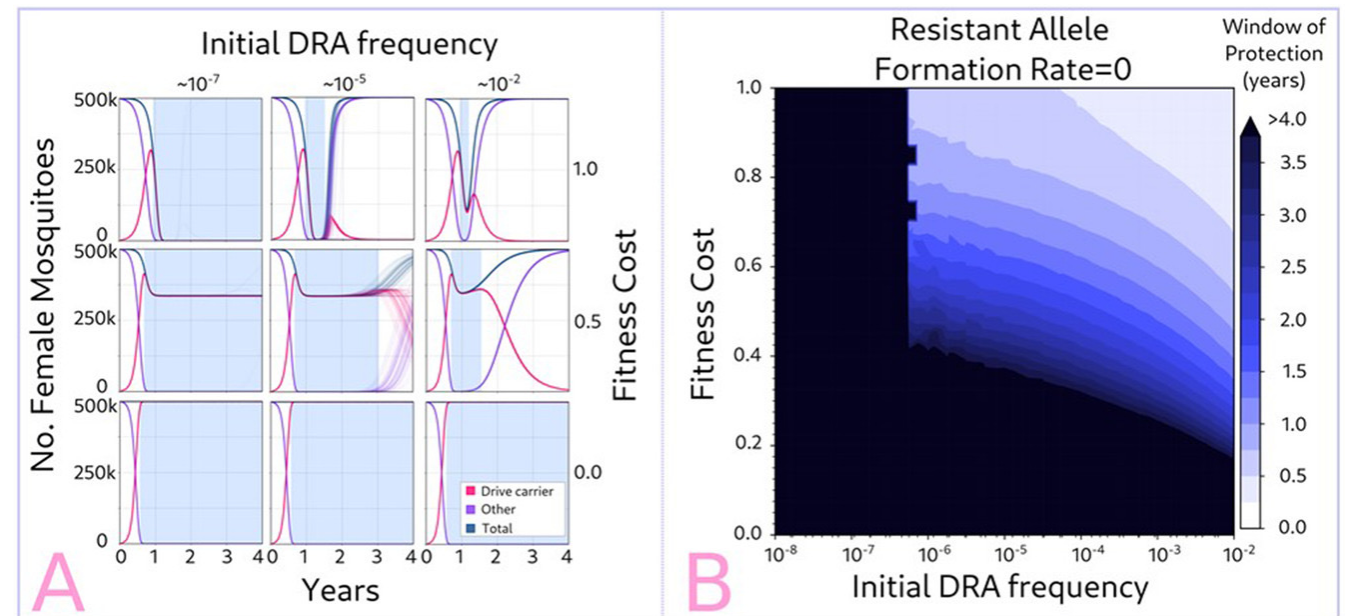 Initial DRA frequency
~10⁻⁷ ~10⁻⁵ ~10⁻²
No. Female Mosquitoes
500k
250k
0
500k
250k
0
500k
250k
0
1.0
0.5
0.0
Fitness Cost
Drive carrier
Other
Total
0 1 2 3 4 0 1 2 3 4 0 1 2 3 4
Years
A
Resistant Allele
Formation Rate=0
Fitness Cost
1.0
0.8
0.6
0.4
0.2
0.0
10⁻⁸ 10⁻⁷ 10⁻⁶ 10⁻⁵ 10⁻⁴ 10⁻³ 10⁻²
Initial DRA frequency
Window of
Protection
(years)
>4.0
3.5
3.0
2.5
2.0
1.5
1.0
0.5
0.0
B